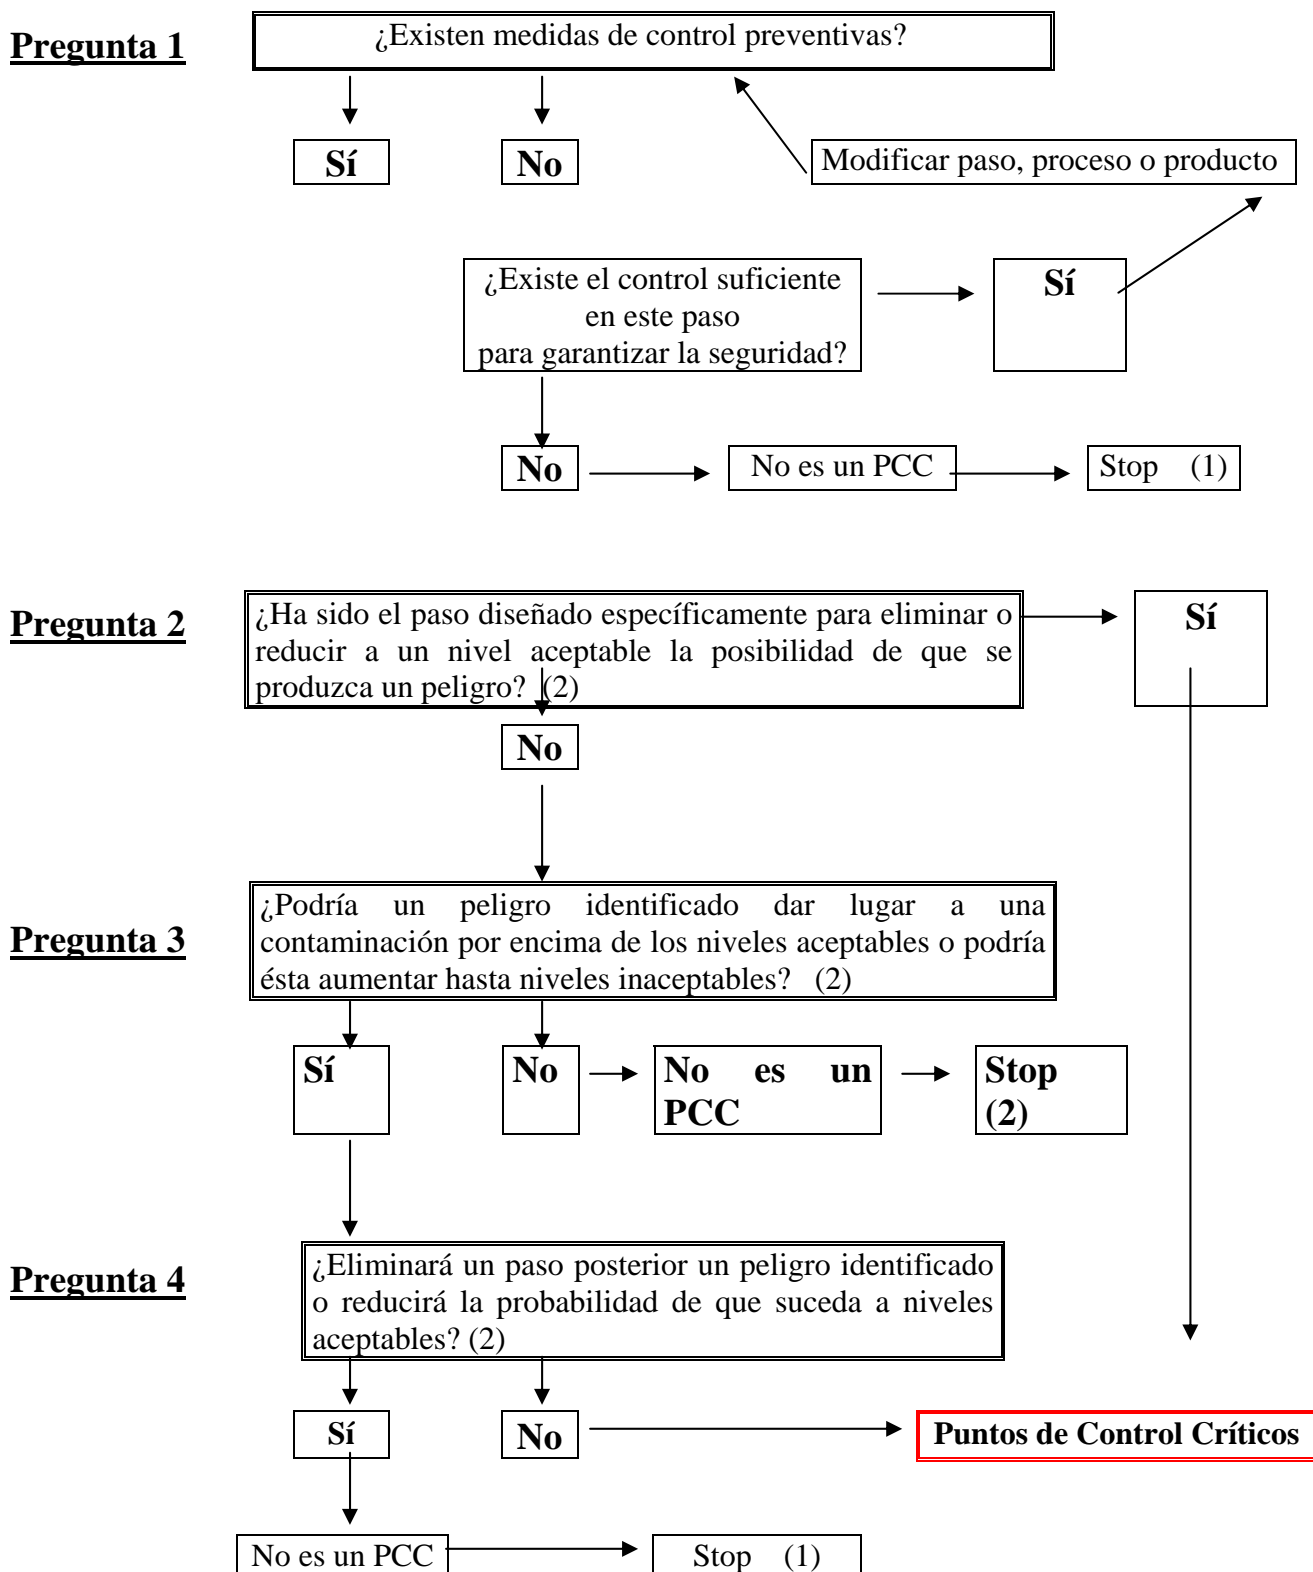 Pregunta 1
¿Existen medidas de control preventivas?
Sí
No
Modificar paso, proceso o producto
¿Existe el control suficiente
en este paso
para garantizar la seguridad?
Sí
No
No es un PCC
Stop (1)
Pregunta 2
¿Ha sido el paso diseñado específicamente para eliminar o
reducir a un nivel aceptable la posibilidad de que se
produzca un peligro? (2)
Sí
No
Pregunta 3
¿Podría un peligro identificado dar lugar a una
contaminación por encima de los niveles aceptables o podría
ésta aumentar hasta niveles inaceptables? (2)
Sí
No
No es un
PCC
Stop
(2)
Pregunta 4
¿Eliminará un paso posterior un peligro identificado
o reducirá la probabilidad de que suceda a niveles
aceptables? (2)
Sí
No
Puntos de Control Críticos
No es un PCC
Stop (1)